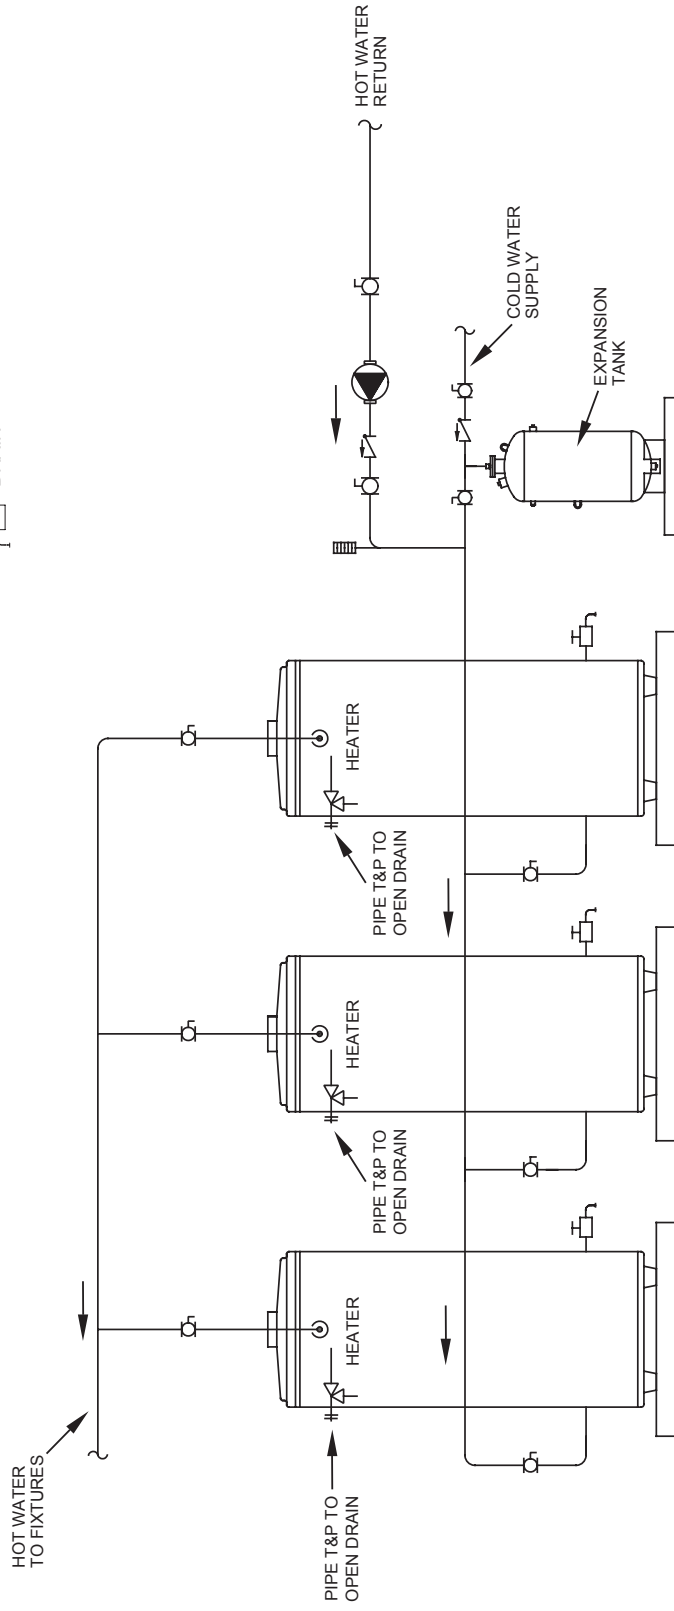 HOT WATER
TO FIXTURES
PIPE T&P TO
OPEN DRAIN
HEATER
PIPE T&P TO
OPEN DRAIN
HEATER
PIPE T&P TO
OPEN DRAIN
HEATER
HOT WATER
RETURN
COLD WATER
SUPPLY
EXPANSION
TANK